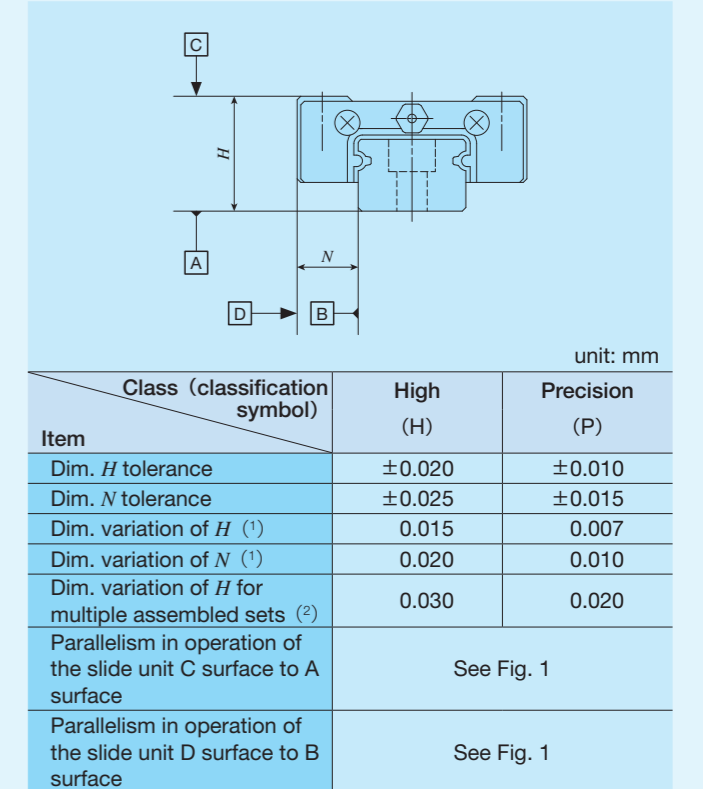 C
H
A
N
D
B
unit: mm
Class（classification
symbol）
Item
High
（H）
Precision
（P）
Dim. H tolerance
±0.020
±0.010
Dim. N tolerance
±0.025
±0.015
Dim. variation of H（¹）
0.015
0.007
Dim. variation of N（¹）
0.020
0.010
Dim. variation of H for
multiple assembled sets（²）
0.030
0.020
Parallelism in operation of
the slide unit C surface to A
surface
See Fig. 1
Parallelism in operation of
the slide unit D surface to B
surface
See Fig. 1